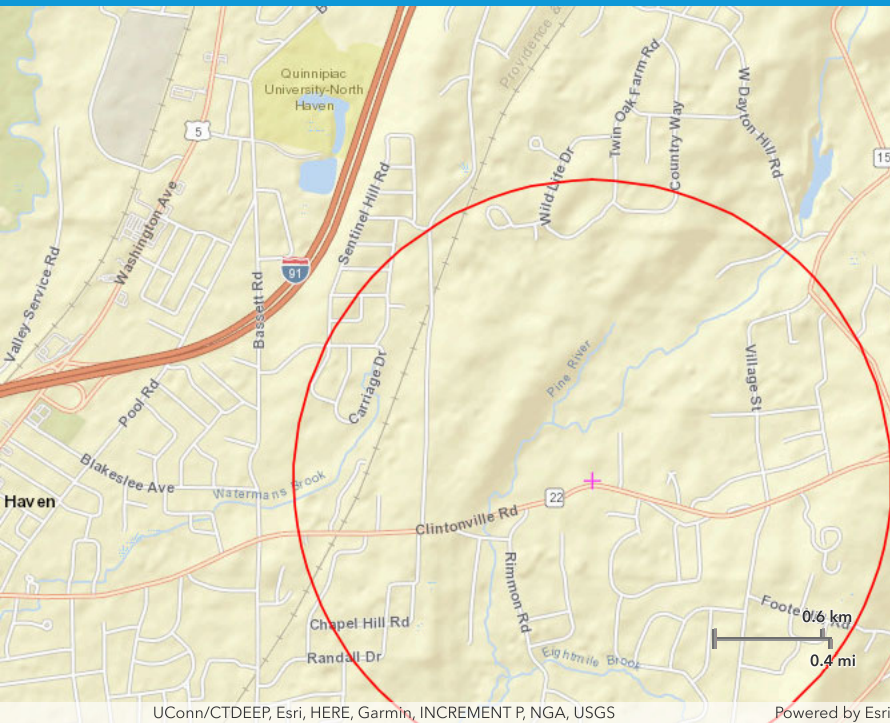 Providence &
Quinnipiac
University-North
Haven
5
Twin Oak Farm Rd
W Dayton Hill Rd
Country Way
15
Wild Life Dr
Sentinel Hill Rd
Washington Ave
Valley Service Rd
91
Bassett Rd
Pine River
Village St
Carriage Dr
Pool Rd
Blakeslee Ave
Watermans Brook
Haven
22
Clintonville Rd
Rimmon Rd
Chapel Hill Rd
Randall Dr
Eightmile Brook
0.6 km
0.4 mi
UConn/CTDEEP, Esri, HERE, Garmin, INCREMENT P, NGA, USGS
Powered by Esri